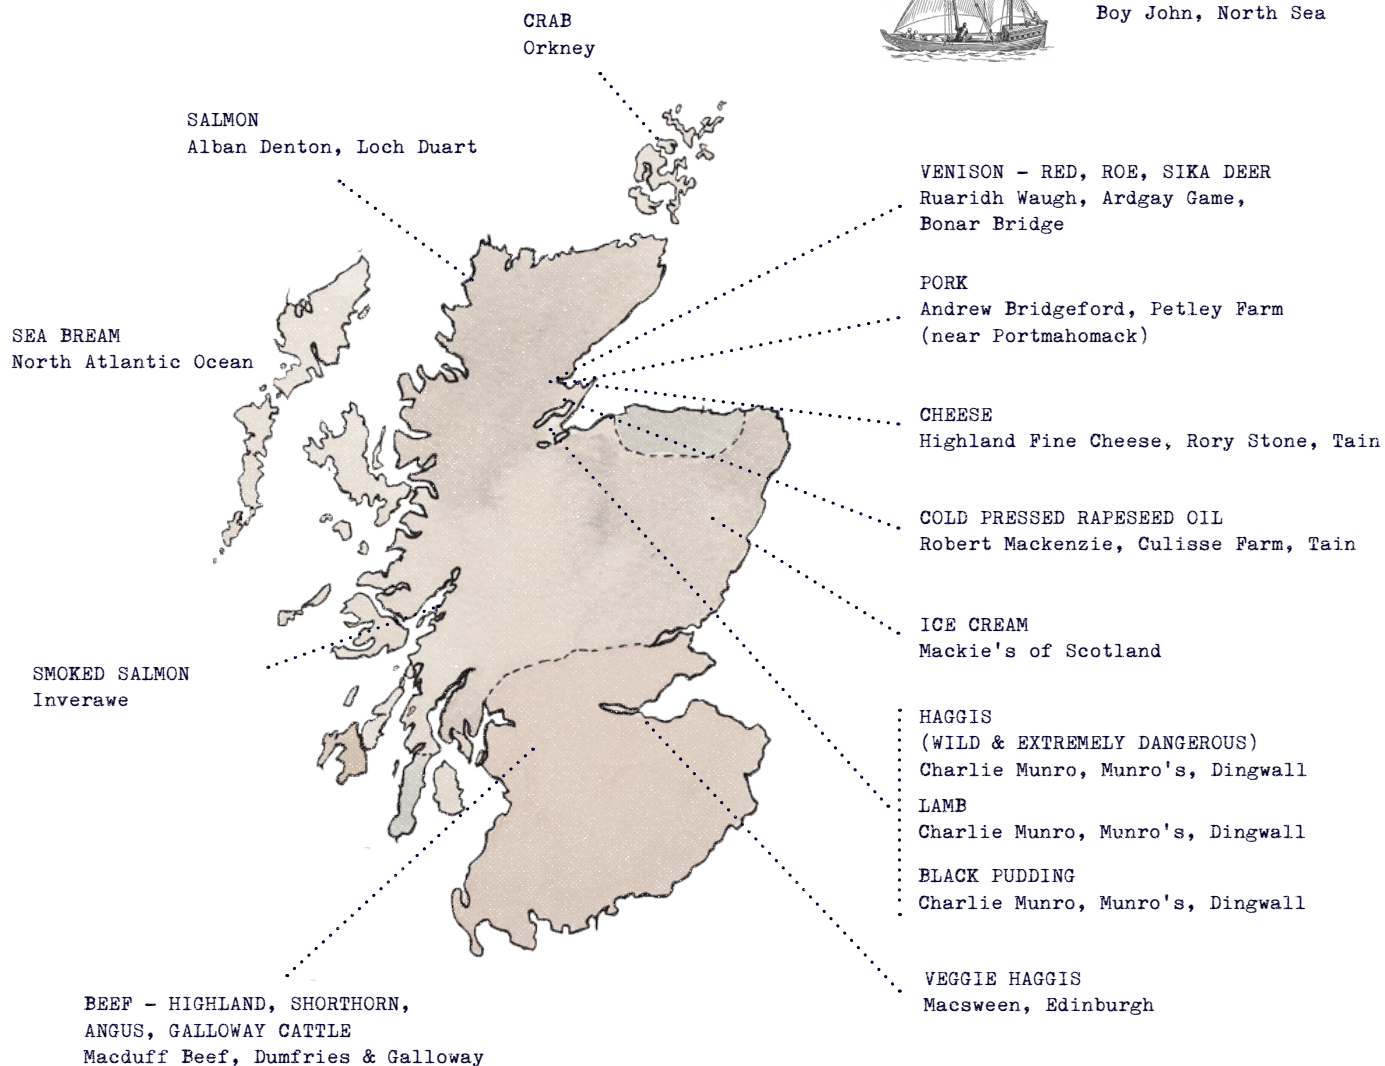 Boy John, North Sea
CRAB
Orkney
SALMON
Alban Denton, Loch Duart
VENISON – RED, ROE, SIKA DEER
Ruaridh Waugh, Ardgay Game,
Bonar Bridge
PORK
Andrew Bridgeford, Petley Farm
(near Portmahomack)
SEA BREAM
North Atlantic Ocean
CHEESE
Highland Fine Cheese, Rory Stone, Tain
COLD PRESSED RAPESEED OIL
Robert Mackenzie, Culisse Farm, Tain
ICE CREAM
Mackie's of Scotland
SMOKED SALMON
Inverawe
HAGGIS
(WILD & EXTREMELY DANGEROUS)
Charlie Munro, Munro's, Dingwall
LAMB
Charlie Munro, Munro's, Dingwall
BLACK PUDDING
Charlie Munro, Munro's, Dingwall
VEGGIE HAGGIS
Macsween, Edinburgh
BEEF – HIGHLAND, SHORTHORN,
ANGUS, GALLOWAY CATTLE
Macduff Beef, Dumfries & Galloway